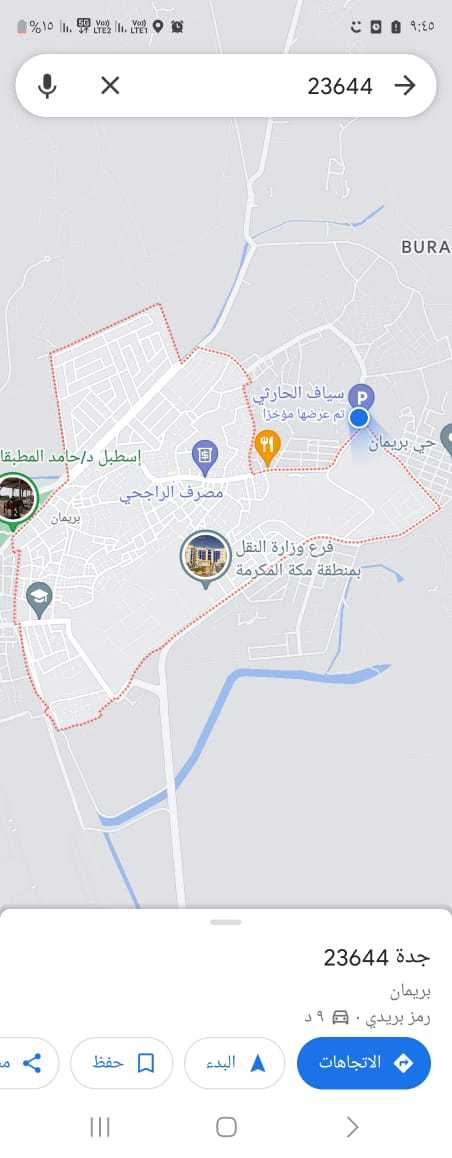 ٩:٤٥
%١٥
5G
Vo))
LTE2
Vo))
LTE1
23644
BURA
سياف الحارثي
تم عرضها مؤخرًا
P
حي بريمان
إسطبل د/حامد المطبقا
مصرف الراجحي
بريمان
فرع وزارة النقل
بمنطقة مكة المكرمة
جدة 23644
بريمان
رمز بريدي · ٩ د
الاتجاهات
البدء
حفظ